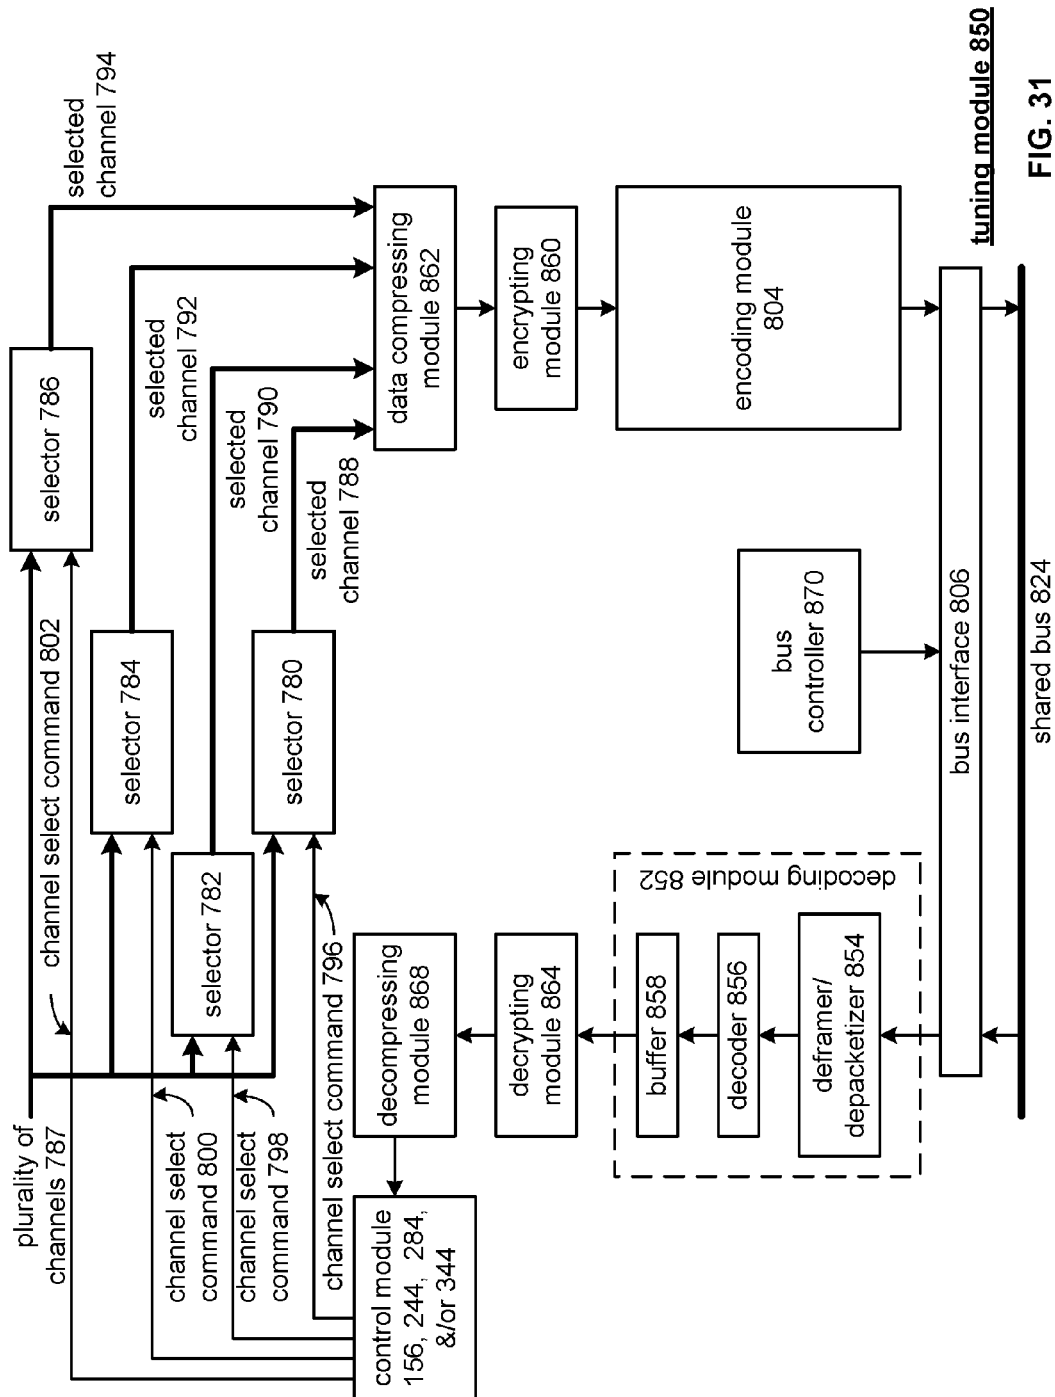 plurality of
channels 787
channel select command 802
selector 786
selected
channel 794
channel select
command 800
selector 784
selected
channel 792
channel select
command 798
selector 782
selected
channel 790
channel select command 796
selector 780
selected
channel 788
control module
156, 244, 284,
&/or 344
decompressing
module 868
data compressing
module 862
decrypting
module 864
encrypting
module 860
buffer 858
decoder 856
deframer/
depacketizer 854
decoding module 852
bus
controller 870
encoding module
804
bus interface 806
shared bus 824
tuning module 850
FIG. 31